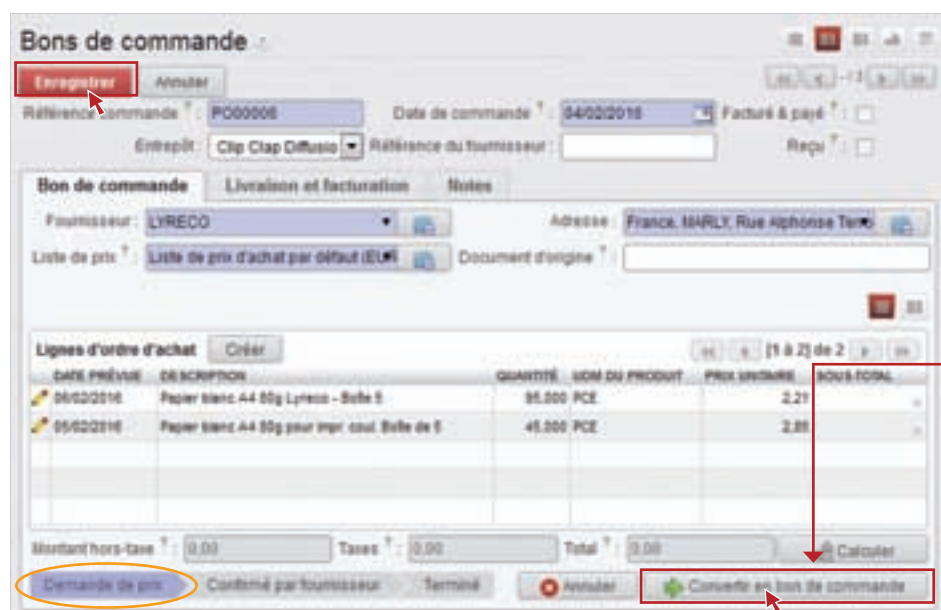 Bons de commande
Enregistrer Annuler
Référence commande ? : PO00006 Date de commande ? : 04/02/2016 Facturé & payé ? :
Entrepôt : Clip Clap Diffusio Référence du fournisseur : Reçu ? :
Bon de commande Livraison et facturation Notes
Fournisseur : LYRECO Adresse : France, MARLY, Rue Alphonse
Liste de prix ? : Liste de prix d'achat par défaut (EUR Document d'origine ? :
Lignes d'ordre d'achat Créer [1 à 2] de 2
DATE PRÉVUE DESCRIPTION QUANTITÉ UDM DU PRODUIT PRIX UNITAIRE SOUS-TOTAL
06/02/2016 Papier blanc A4 80g Lyreco - Boîte 5 95,000 PCE 2,21
05/02/2016 Papier blanc A4 80g pour impr. coul. Boîte de 5 45,000 PCE 2,85
Montant hors-taxe ? : 0,00 Taxes ? : 0,00 Total ? : 0,00 Calculer
Demande de prix Confirmé par fournisseur Terminé Annuler Convertir en bon de commande